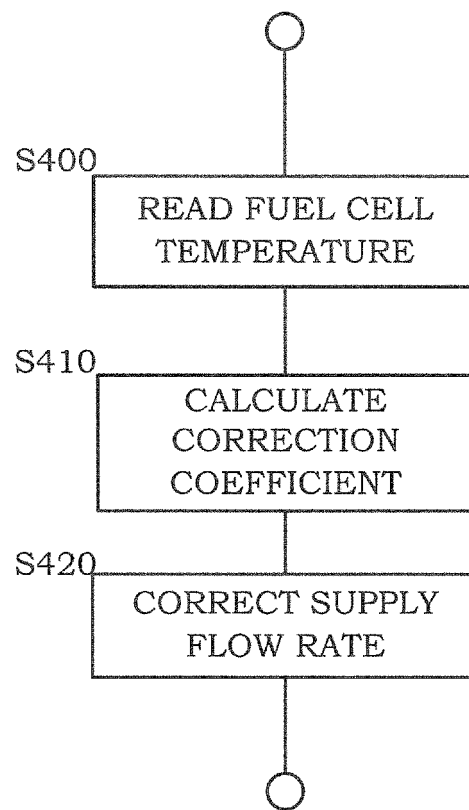 S400
READ FUEL CELL
TEMPERATURE
S410
CALCULATE
CORRECTION
COEFFICIENT
S420
CORRECT SUPPLY
FLOW RATE